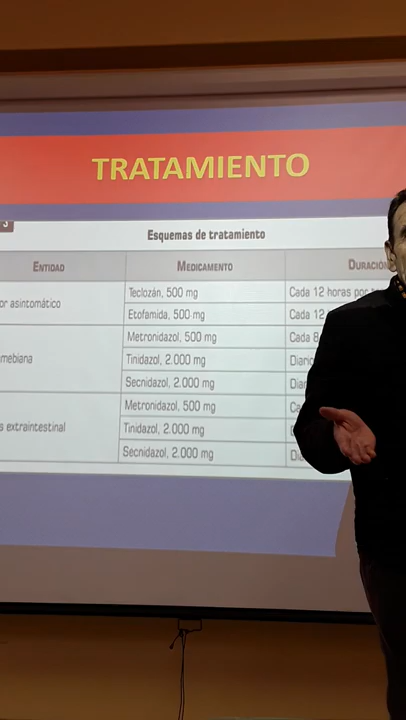 TRATAMIENTO
3
Esquemas de tratamiento
ENTIDAD MEDICAMENTO DURACIÓN
or asintomático Teclozán, 500 mg Cada 12 horas por
Etofamida, 500 mg Cada 12
mebiana Metronidazol, 500 mg Cada 8
Tinidazol, 2.000 mg Diario
Secnidazol, 2.000 mg
s extraintestinal Metronidazol, 500 mg
Tinidazol, 2.000 mg
Secnidazol, 2.000 mg